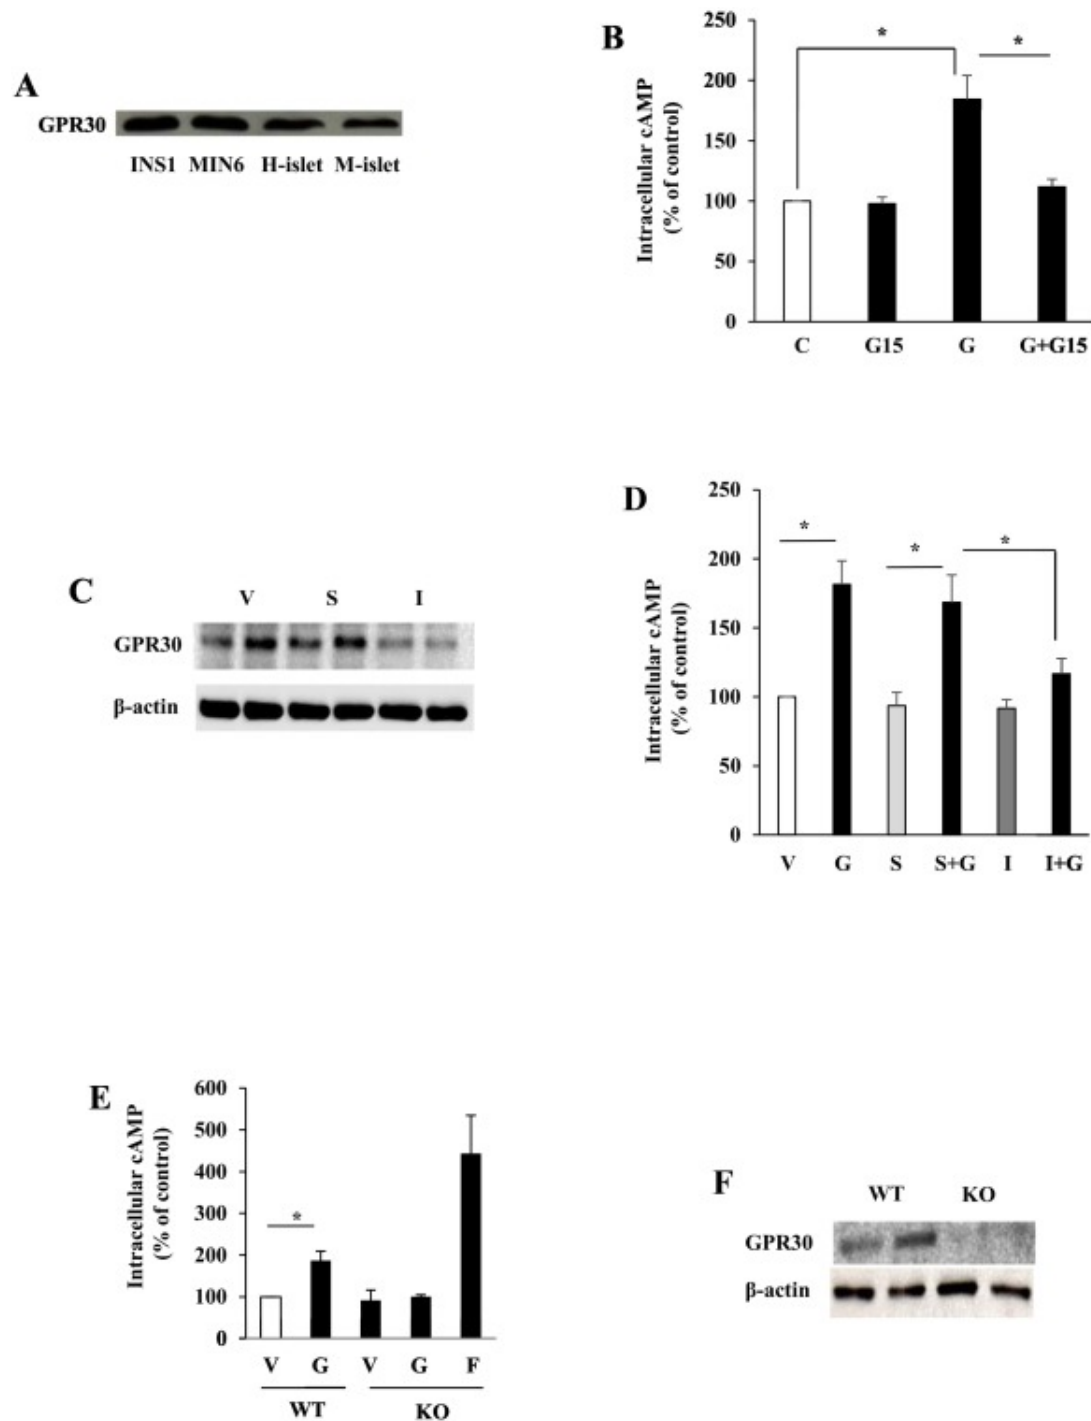 A
GPR30
INS1 MIN6 H-islet M-islet
B
Intracellular cAMP
(% of control)
250
200
150
100
50
0
*
*
C G15 G G+G15
C
V S I
GPR30
β-actin
D
Intracellular cAMP
(% of control)
250
200
150
100
50
0
*
*
*
V G S S+G I I+G
E
Intracellular cAMP
(% of control)
600
500
400
300
200
100
0
*
V G V G F
WT KO
F
WT KO
GPR30
β-actin